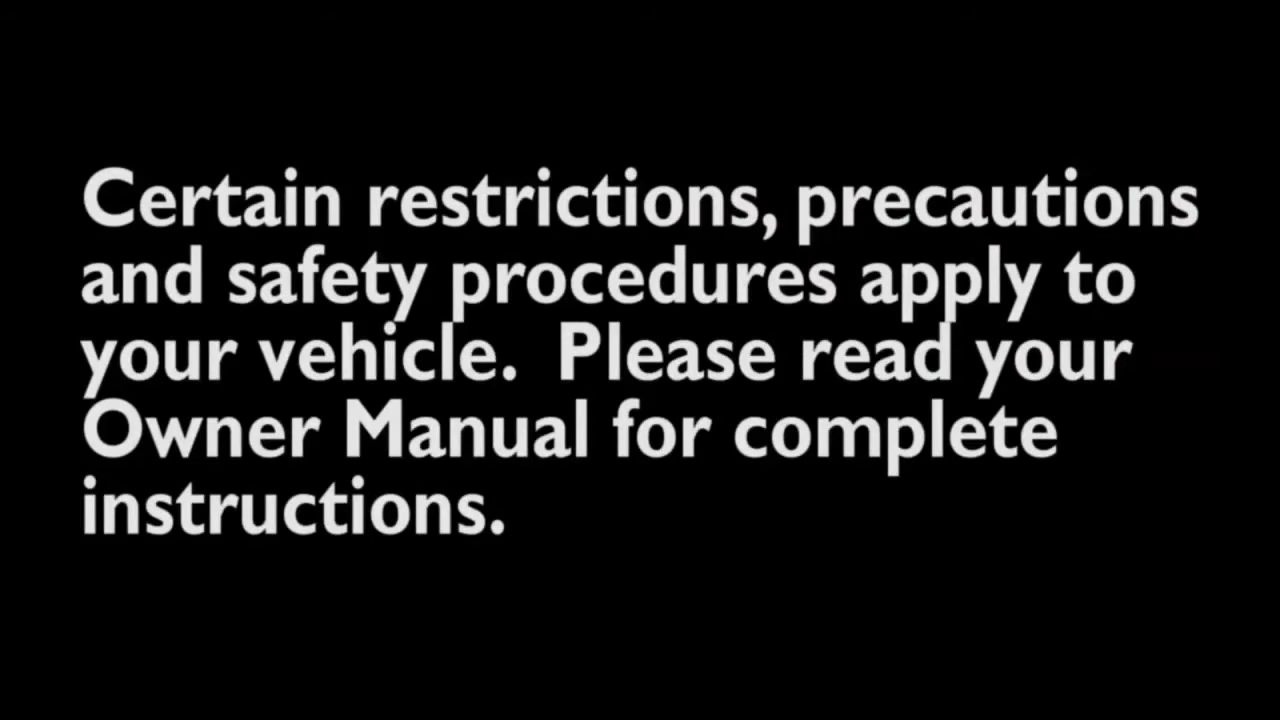 Certain restrictions, precautions
and safety procedures apply to
your vehicle.  Please read your
Owner Manual for complete
instructions.